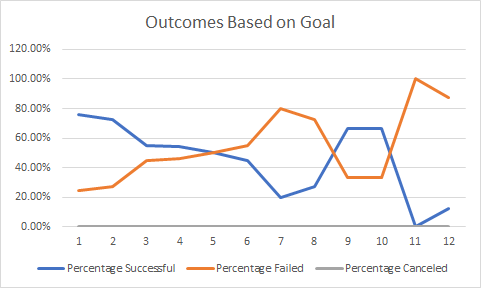 Outcomes Based on Goal
120.00%
100.00%
80.00%
60.00%
40.00%
20.00%
0.00%
1 2 3 4 5 6 7 8 9 10 11 12
Percentage Successful Percentage Failed Percentage Canceled